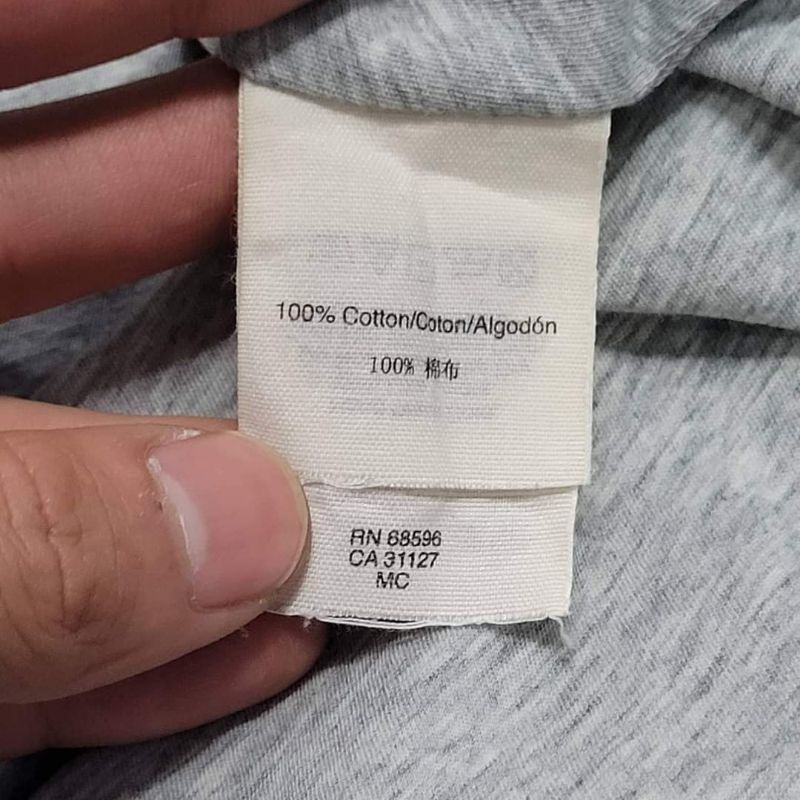 100% Cotton/Coton/Algodón
100% 棉布
RN 68596
CA 31127
MC